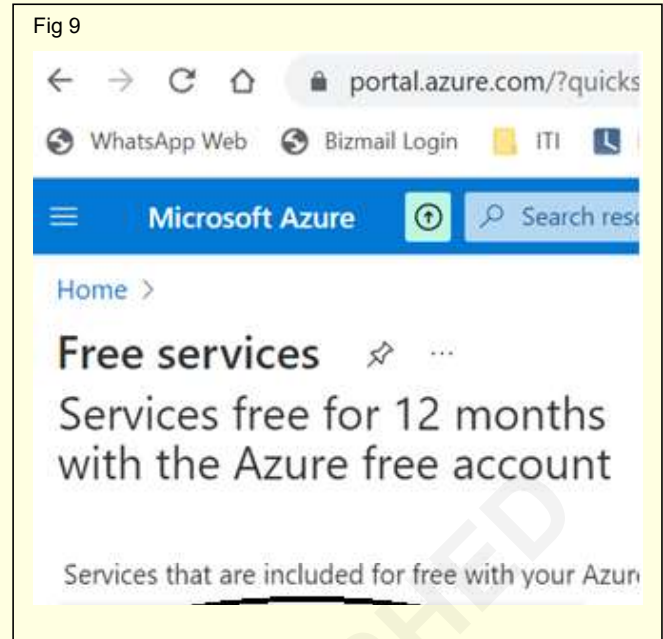 Fig 9
portal.azure.com/?quicks
WhatsApp Web Bizmail Login ITI
Microsoft Azure Search reso
Home >
Free services ...
Services free for 12 months
with the Azure free account
Services that are included for free with your Azur